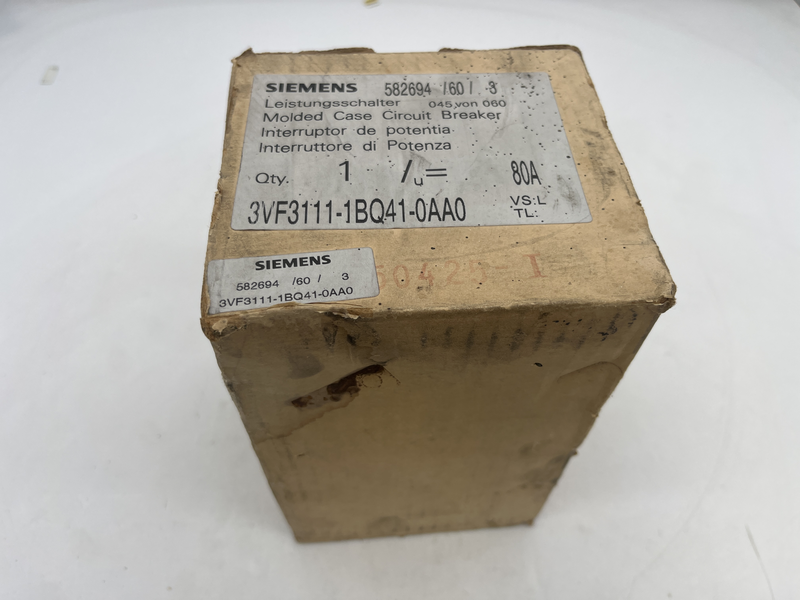 SIEMENS 582694 /60 / 3
Leistungsschalter 045 von 060
Molded Case Circuit Breaker
Interruptor de potentia
Interruttore di Potenza
Qty. 1 Iu= 80A
3VF3111-1BQ41-0AA0 VS:L
TL:
SIEMENS
582694 /60 / 3
3VF3111-1BQ41-0AA0